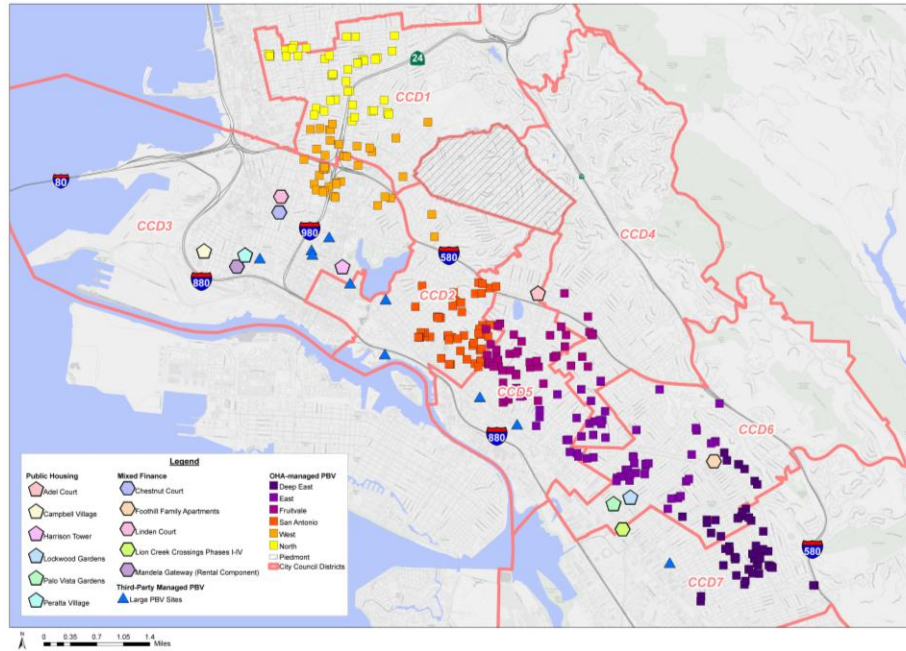 24
CCD1
80
CCD3
980
CCD4
580
880
CCD2
CCD5
880
CCD6
580
CCD7
Legend
Public Housing
Adel Court
Campbell Village
Harrison Tower
Lockwood Gardens
Palo Vista Gardens
Peralta Village
Mixed Finance
Chestnut Court
Foothill Family Apartments
Linden Court
Lion Creek Crossings Phases I-IV
Mandela Gateway (Rental Component)
Third-Party Managed PBV
Large PBV Sites
OHA-managed PBV
Deep East
East
Fruitvale
San Antonio
West
North
Piedmont
City Council Districts
N
0 0.35 0.7 1.05 1.4
Miles